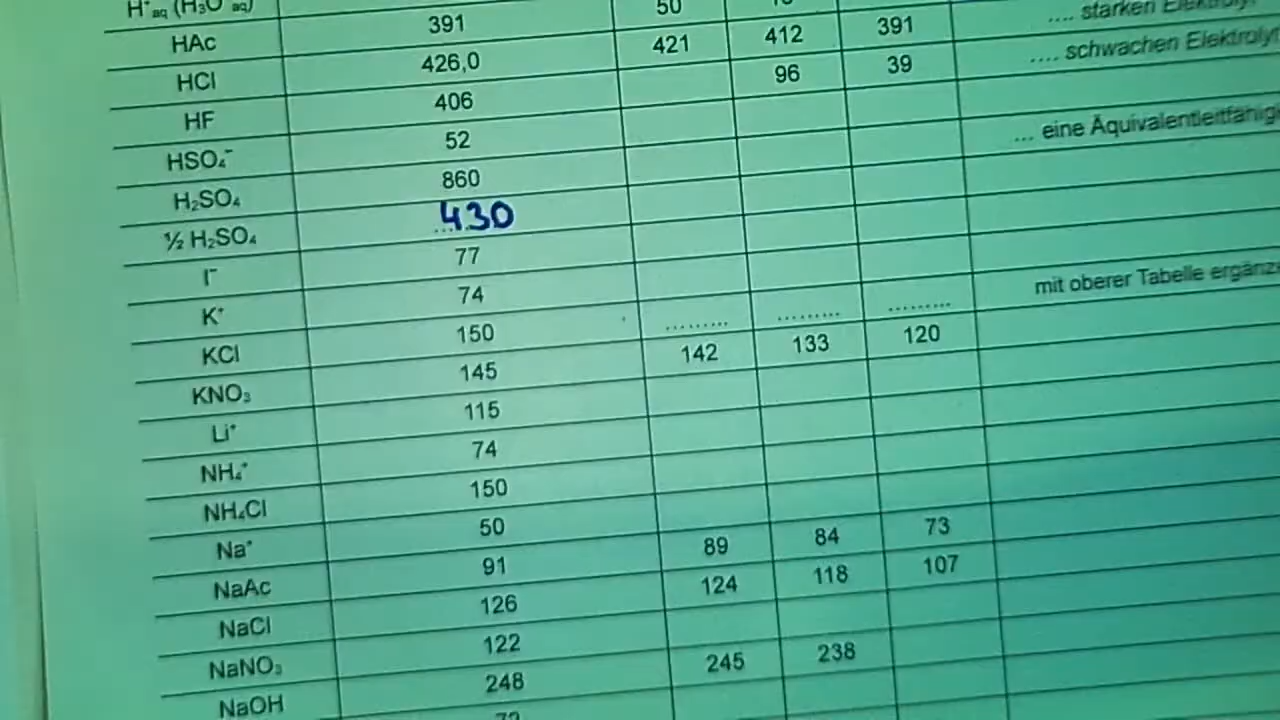 H⁺aq (H₃O⁺aq)
HAc 391 50
HCl 426,0 421 412 391 .... starken Elektrolyt
HF 406 96 39 .... schwachen Elektrolyt
HSO₄⁻ 52
H₂SO₄ 860 ... eine Äquivalentleitfähig
½ H₂SO₄ 430
I⁻ 77
K⁺ 74
KCl 150 ......... ......... ......... mit oberer Tabelle ergänze
KNO₃ 145 142 133 120
Li⁺ 115
NH₄⁺ 74
NH₄Cl 150
Na⁺ 50
NaAc 91 89 84 73
NaCl 126 124 118 107
NaNO₃ 122
NaOH 248 245 238